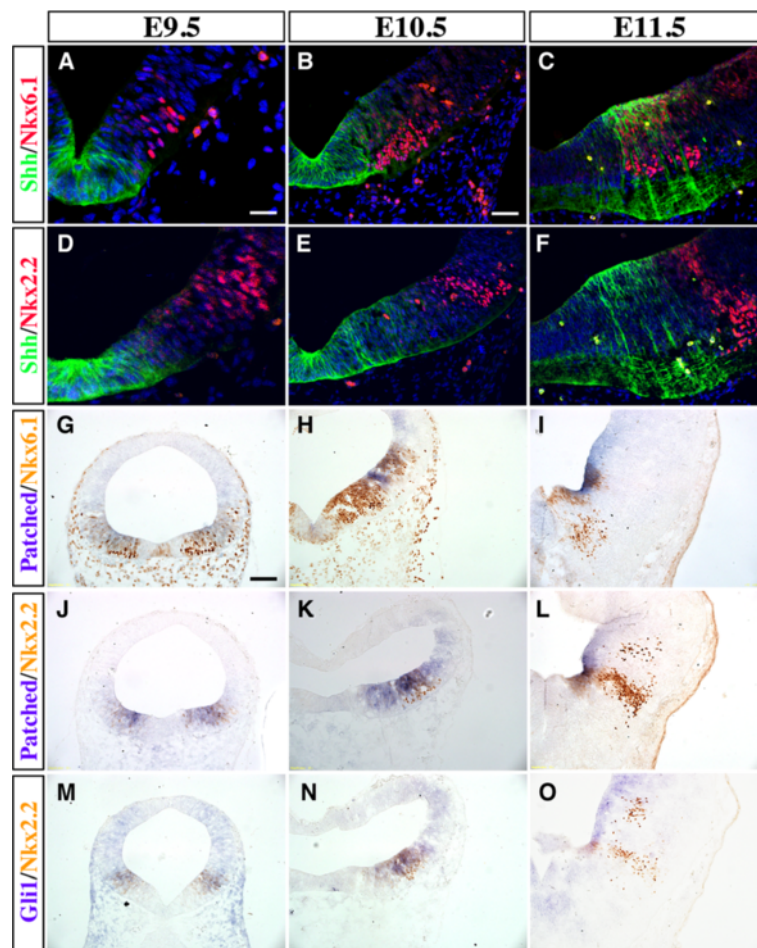 E9.5 E10.5 E11.5
Shh/Nkx6.1
A B C
Shh/Nkx2.2
D E F
Patched/Nkx6.1
G H I
Patched/Nkx2.2
J K L
Gli1/Nkx2.2
M N O